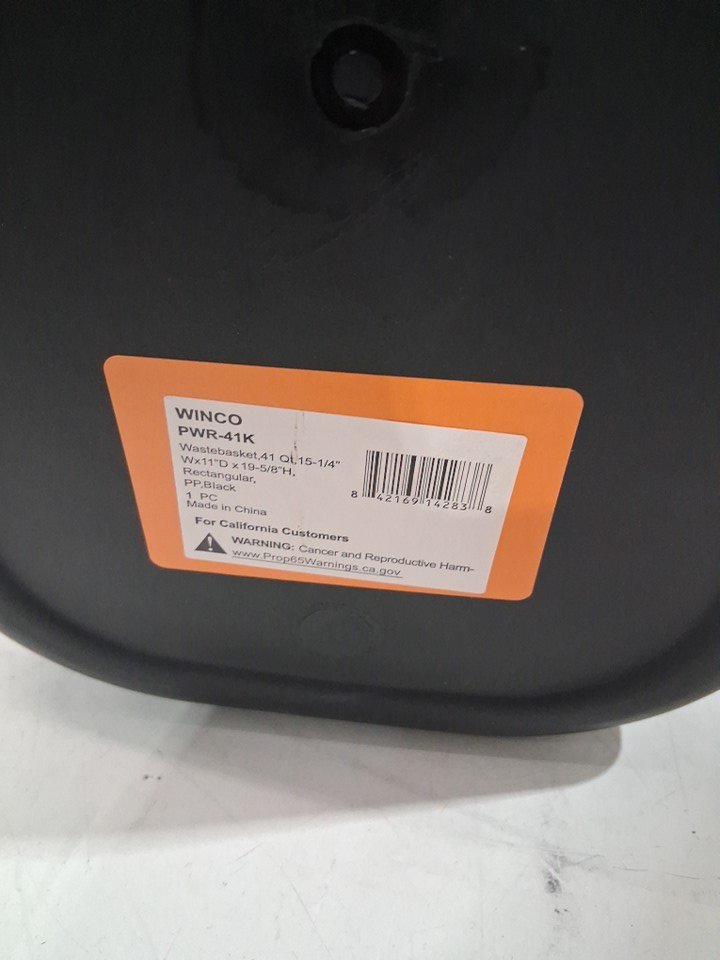 WINCO
PWR-41K
Wastebasket,41 Qt,15-1/4"
Wx11"D x 19-5/8"H,
Rectangular,
PP,Black
1 PC
Made in China
8 42169 14283 8
For California Customers
WARNING: Cancer and Reproductive Harm-
www.Prop65Warnings.ca.gov